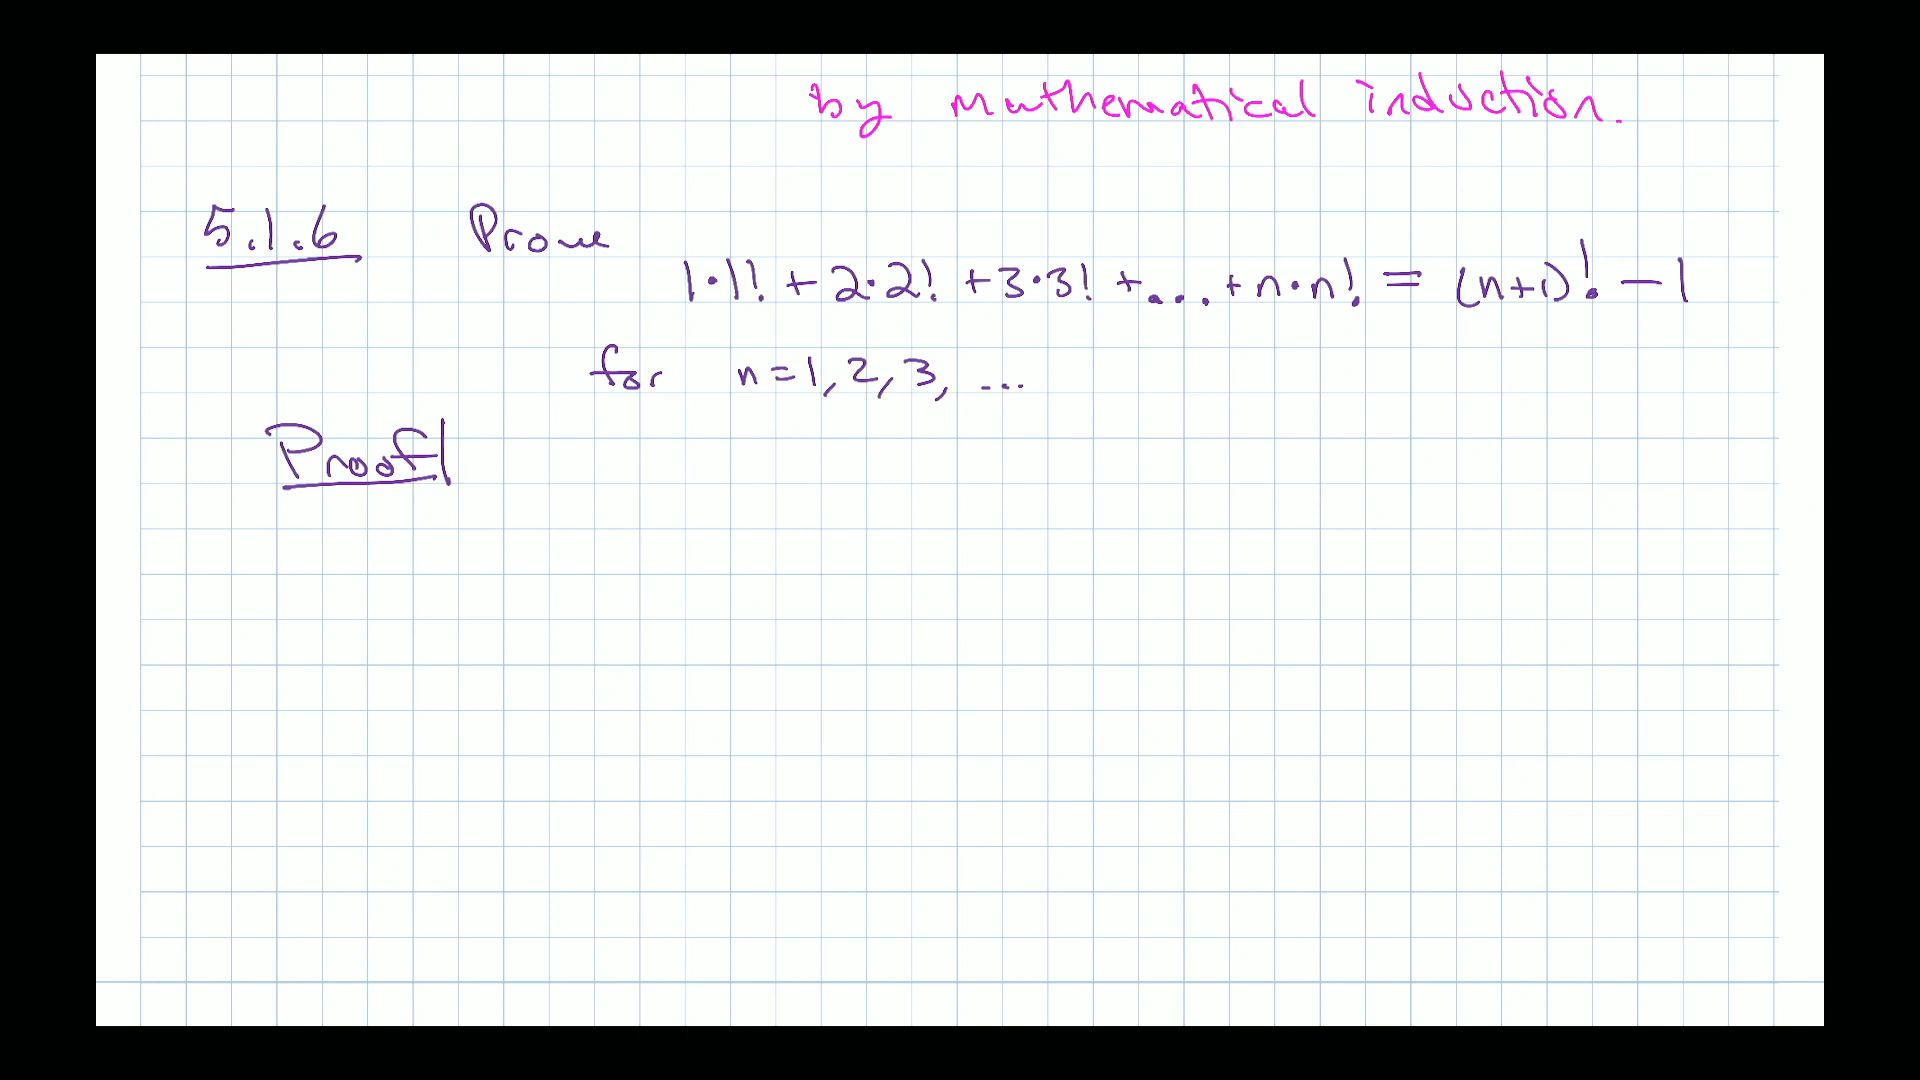 by mathematical induction.
5.1.6 Prove
1·1! + 2·2! + 3·3! + ... + n·n! = (n+1)! - 1
for n=1, 2, 3, ...
Proof